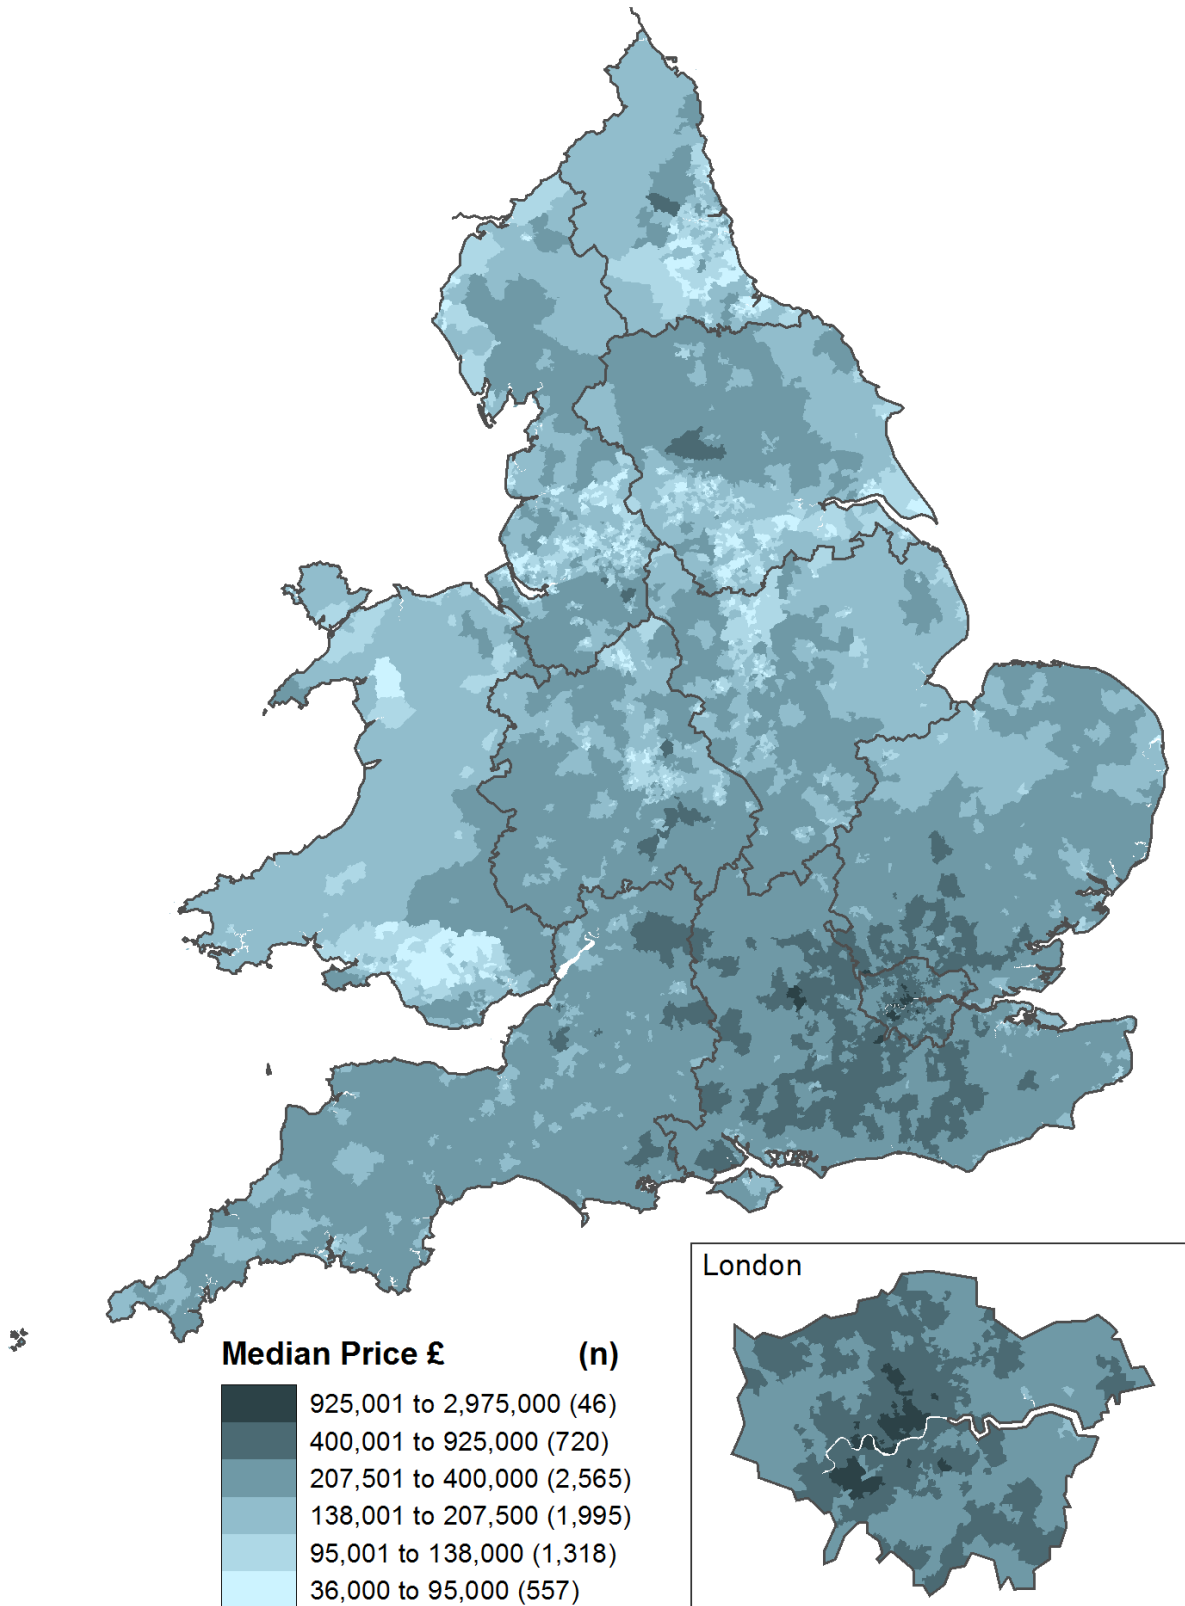 London
Median Price £ (n)
925,001 to 2,975,000 (46)
400,001 to 925,000 (720)
207,501 to 400,000 (2,565)
138,001 to 207,500 (1,995)
95,001 to 138,000 (1,318)
36,000 to 95,000 (557)